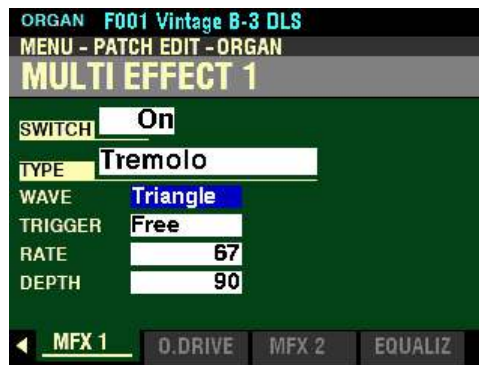 ORGAN F001 Vintage B-3 DLS
MENU - PATCH EDIT - ORGAN
MULTI EFFECT 1
SWITCH On
TYPE Tremolo
WAVE Triangle
TRIGGER Free
RATE 67
DEPTH 90
MFX 1 O.DRIVE MFX 2 EQUALIZ